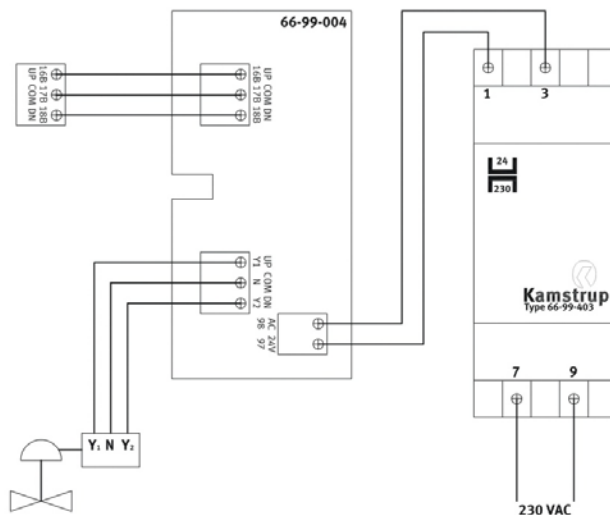 66-99-004
UP COM DN
16B 17B 18B
16B 17B 18B
UP COM DN
1
3
24
230
UP COM DN
Y1 N Y2
AC 24V
98 97
Kamstrup
Type 66-99-403
7
9
Y1 N Y2
230 VAC